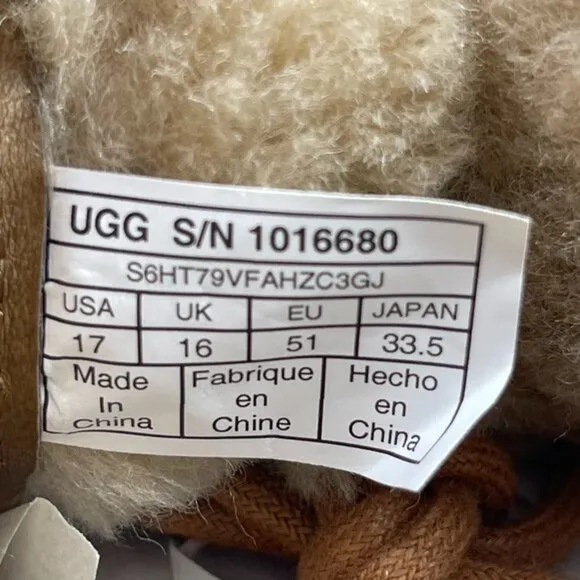 UGG S/N 1016680
S6HT79VFAHZC3GJ
USA UK EU JAPAN
17 16 51 33.5
Made Fabrique Hecho
In en en
China Chine China